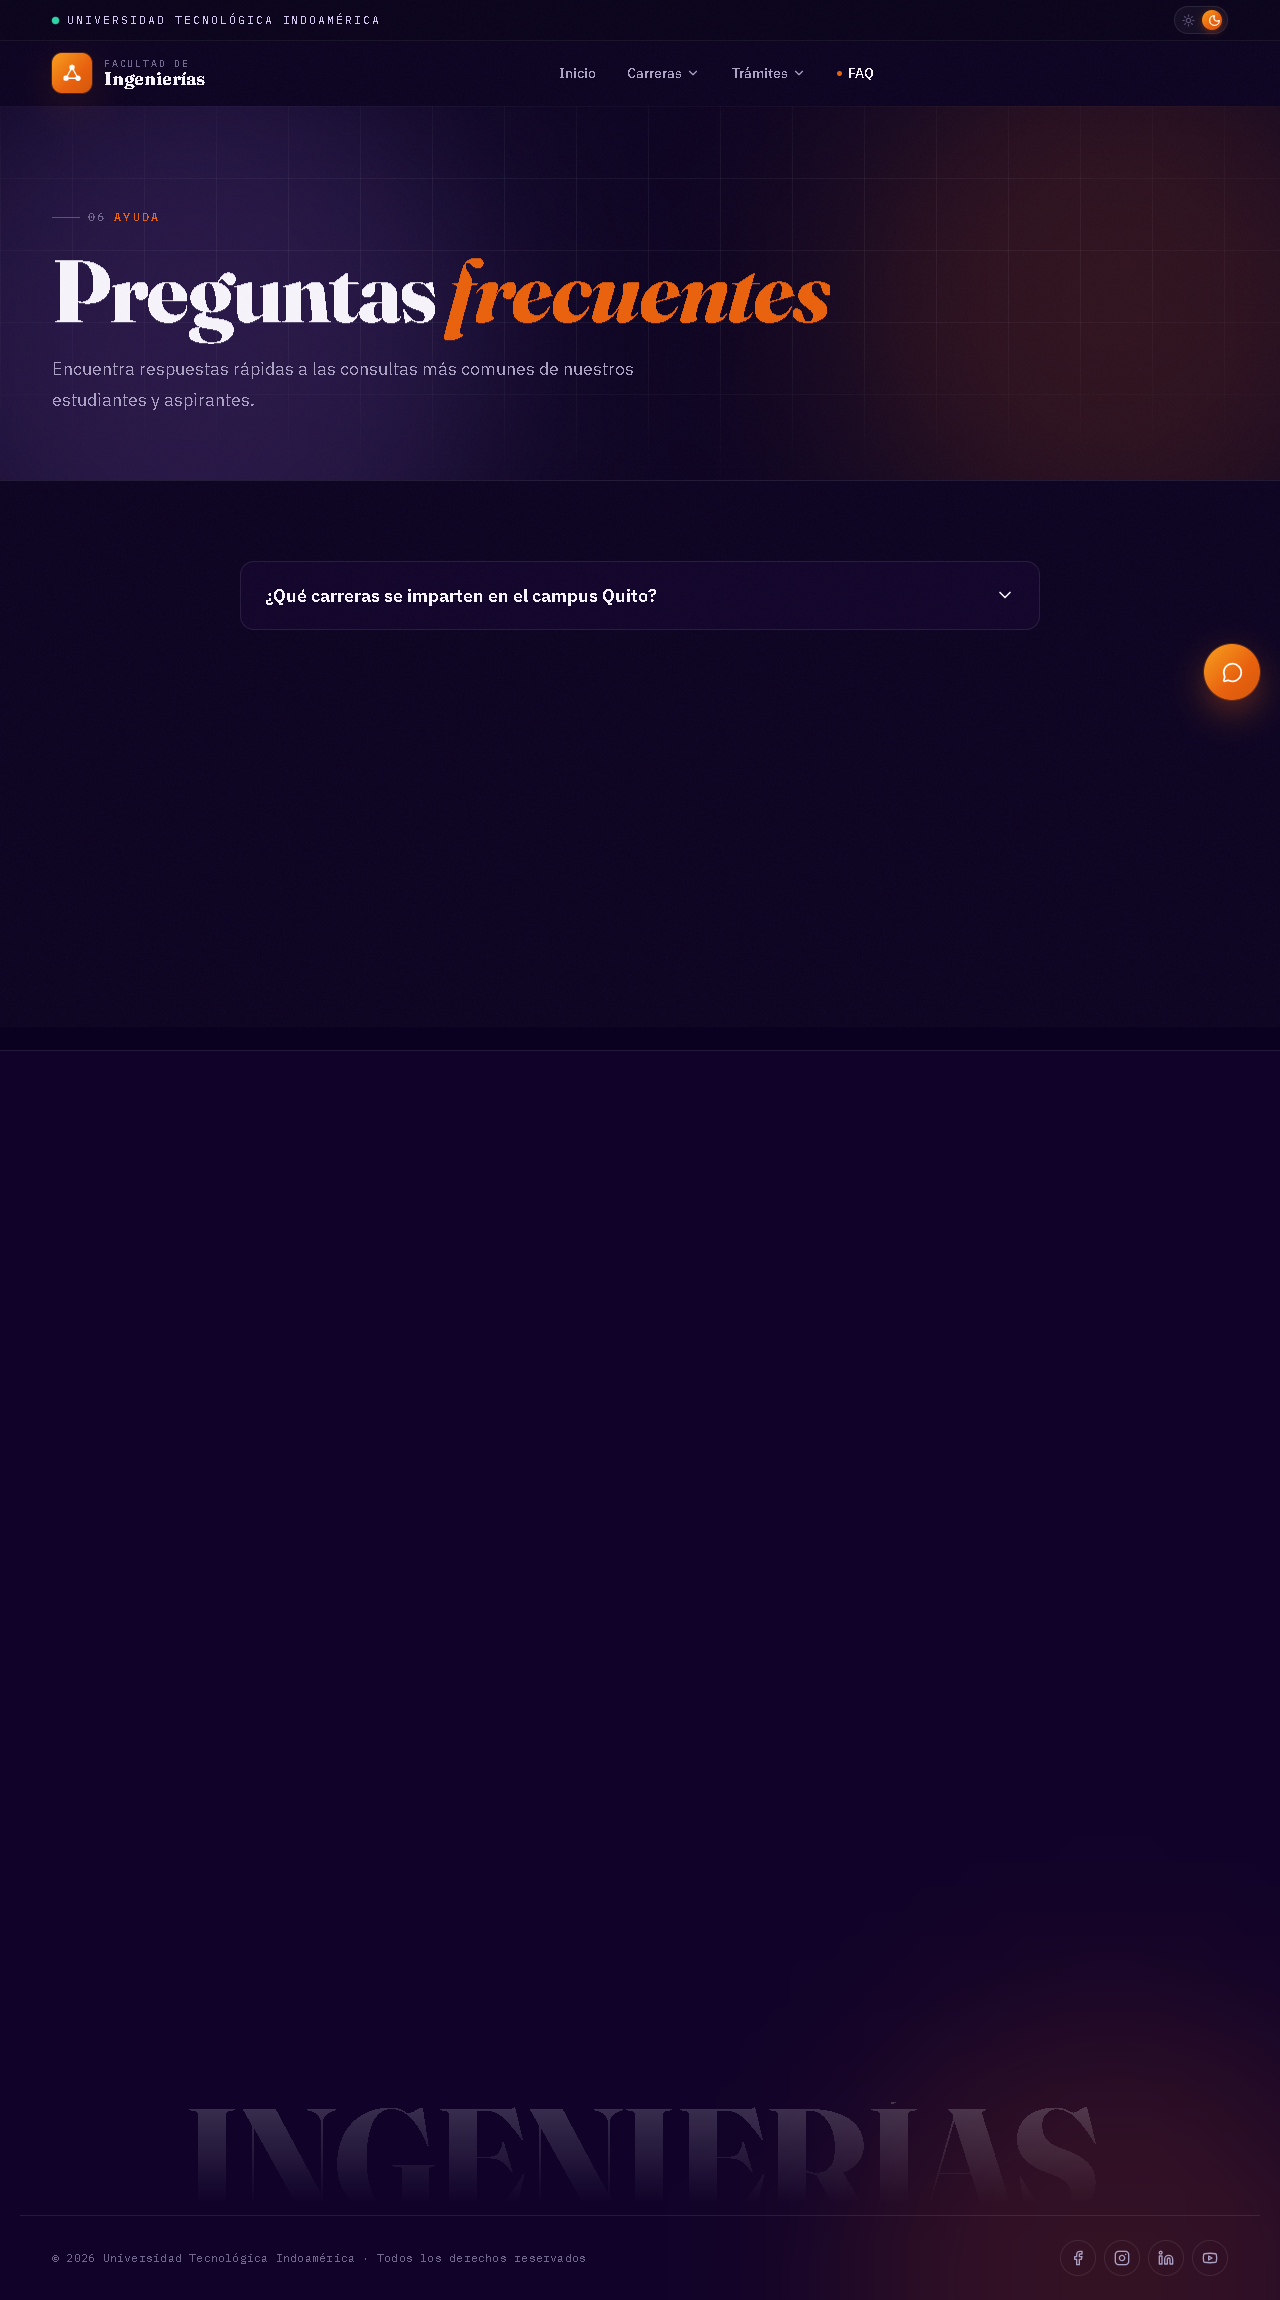 UNIVERSIDAD TECNOLÓGICA INDOAMÉRICA
FACULTAD DE
Ingenierías
Inicio
Carreras
Trámites
FAQ
06 AYUDA
Preguntas frecuentes
Encuentra respuestas rápidas a las consultas más comunes de nuestros
estudiantes y aspirantes.
¿Qué carreras se imparten en el campus Quito?
INGENIERÍAS
© 2026 Universidad Tecnológica Indoamérica · Todos los derechos reservados